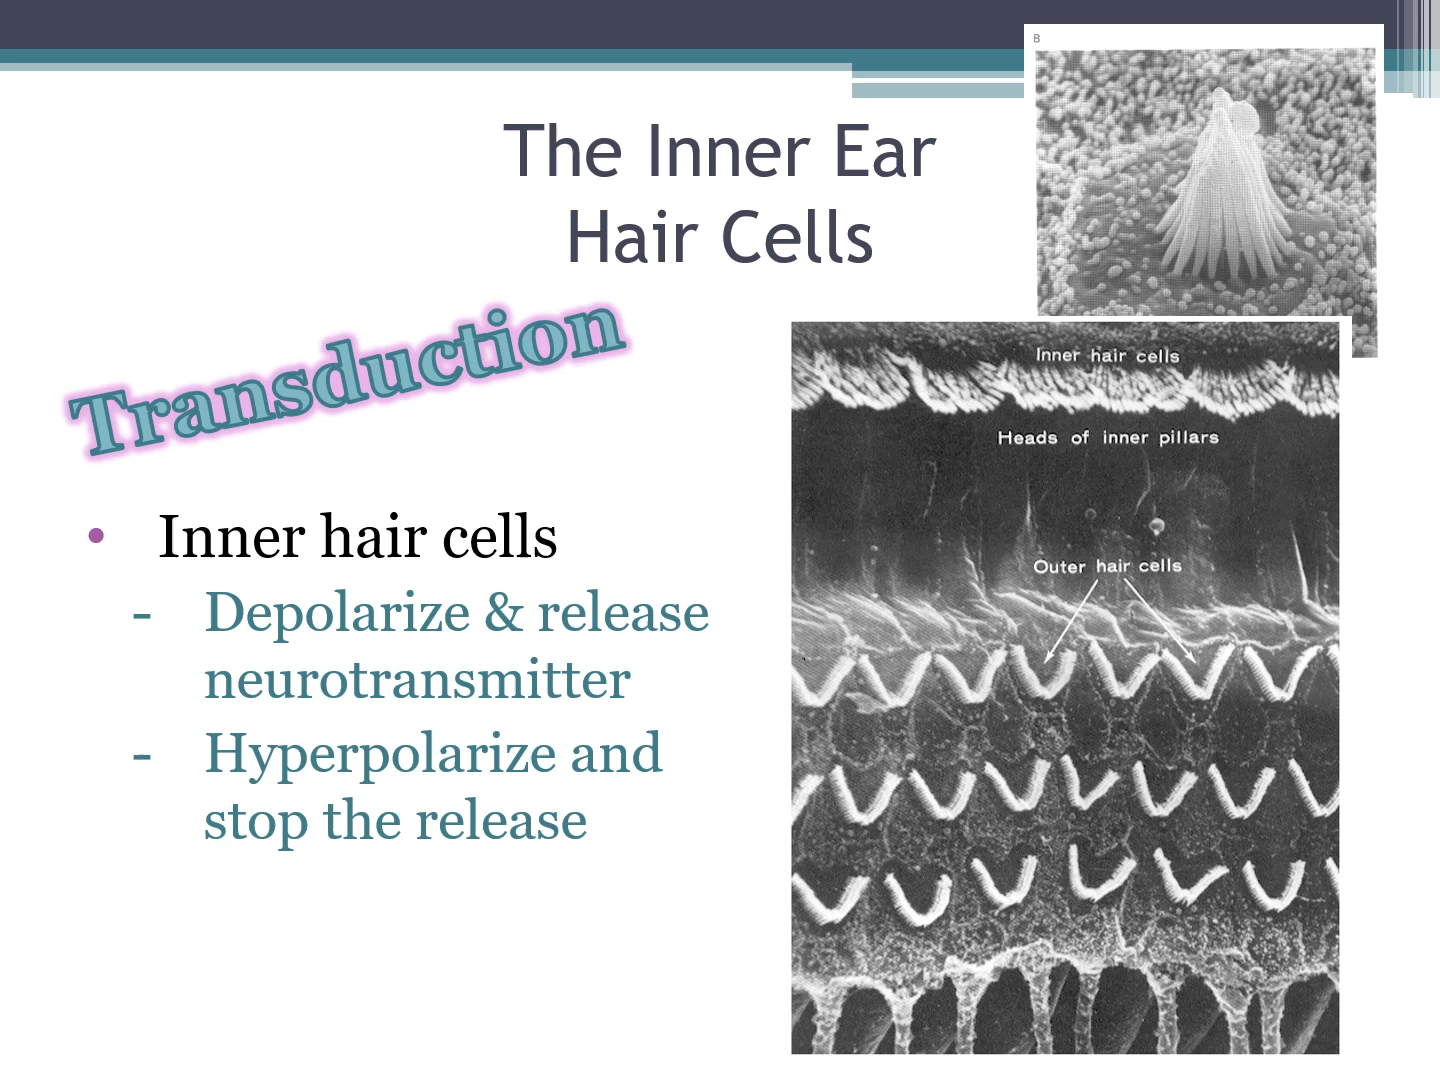 B
The Inner Ear
Hair Cells
Transduction
• Inner hair cells
- Depolarize & release
neurotransmitter
- Hyperpolarize and
stop the release
Inner hair cells
Heads of inner pillars
Outer hair cells